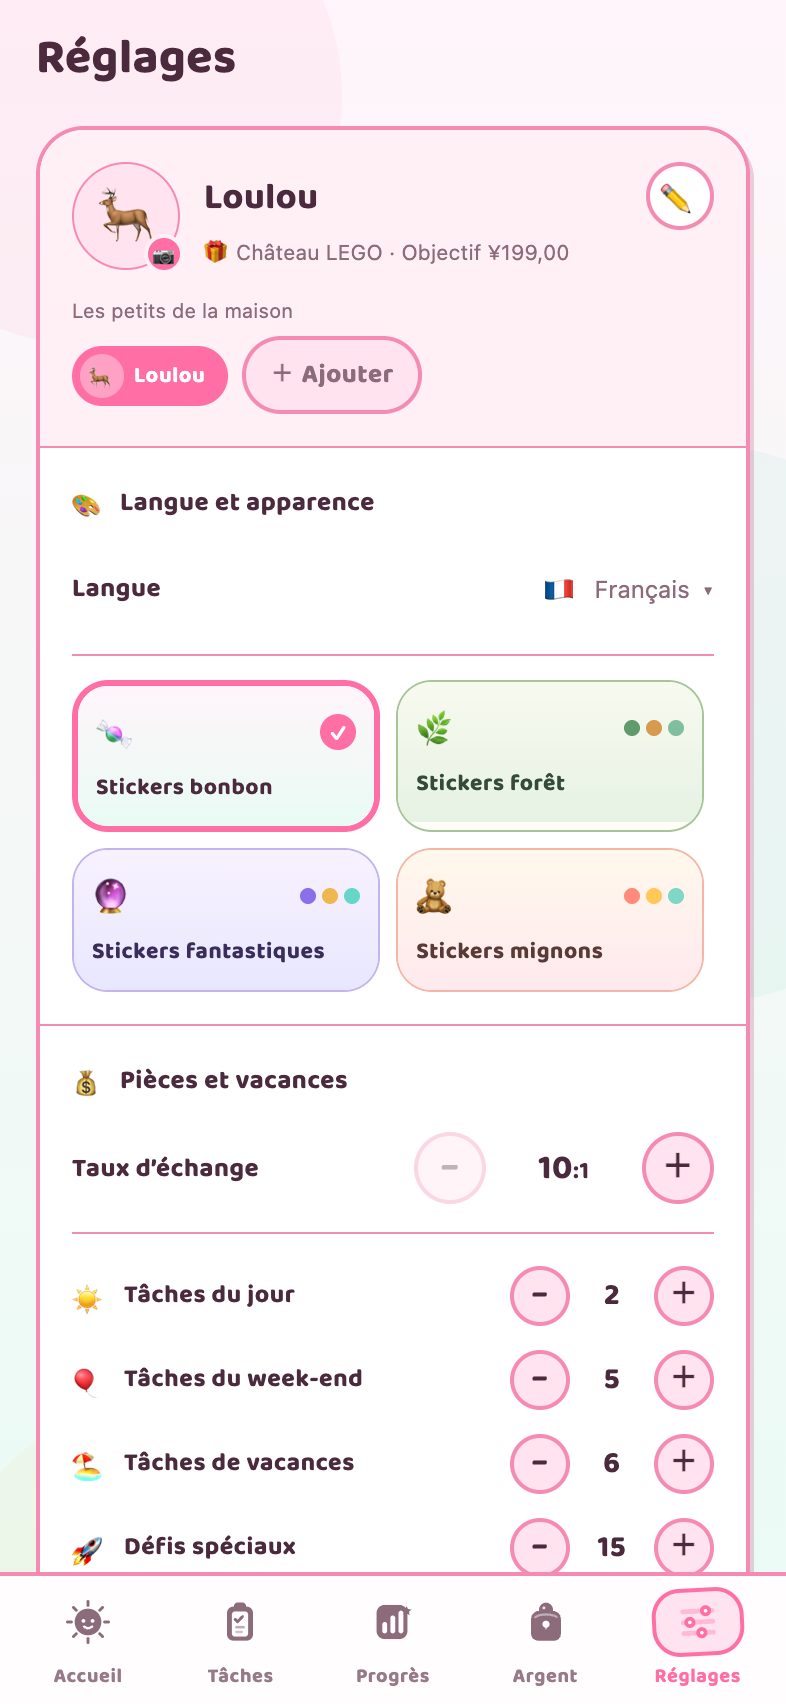 Réglages
Loulou
Château LEGO · Objectif ¥199,00
Les petits de la maison
Loulou
+ Ajouter
Langue et apparence
Langue
Français ▾
Stickers bonbon
Stickers forêt
Stickers fantastiques
Stickers mignons
Pièces et vacances
Taux d’échange - 10:1 +
Tâches du jour - 2 +
Tâches du week-end - 5 +
Tâches de vacances - 6 +
Défis spéciaux - 15 +
Accueil
Tâches
Progrès
Argent
Réglages